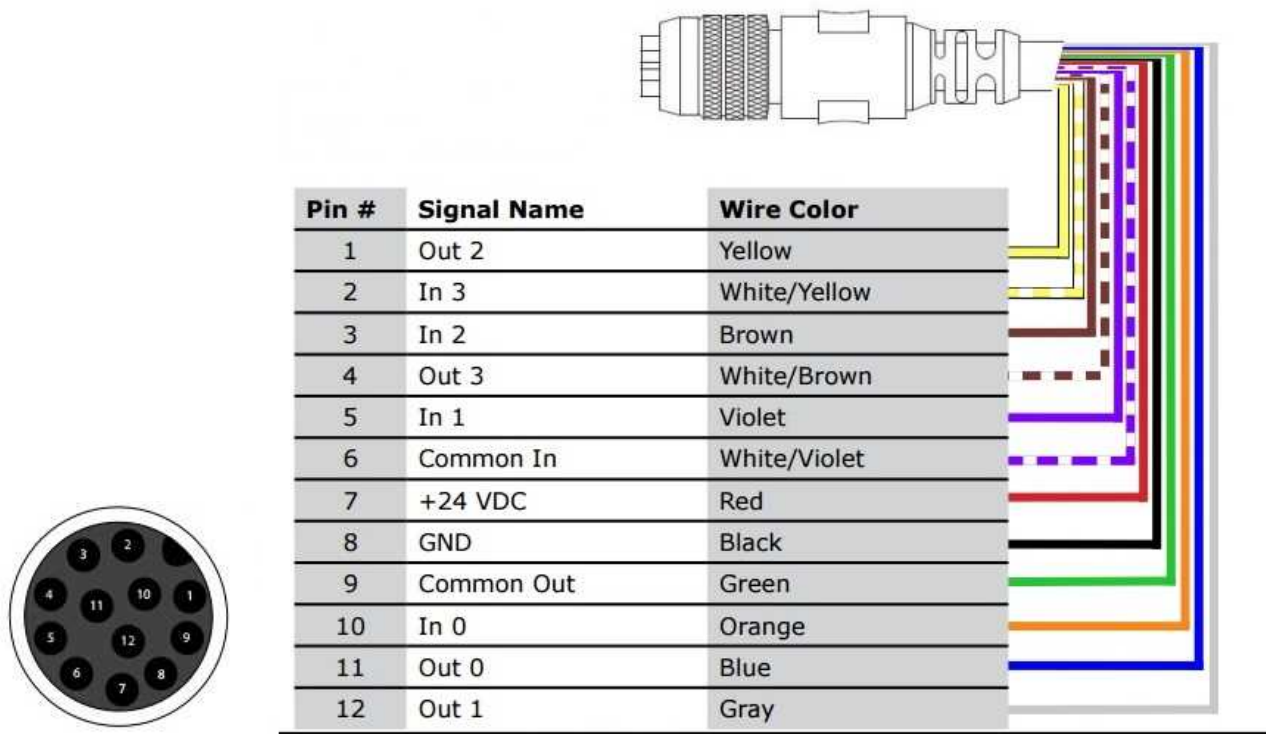 Pin # Signal Name Wire Color
1 Out 2 Yellow
2 In 3 White/Yellow
3 In 2 Brown
4 Out 3 White/Brown
5 In 1 Violet
6 Common In White/Violet
7 +24 VDC Red
8 GND Black
9 Common Out Green
10 In 0 Orange
11 Out 0 Blue
12 Out 1 Gray
3 2
4 11 10 1
5 12 9
6 7 8